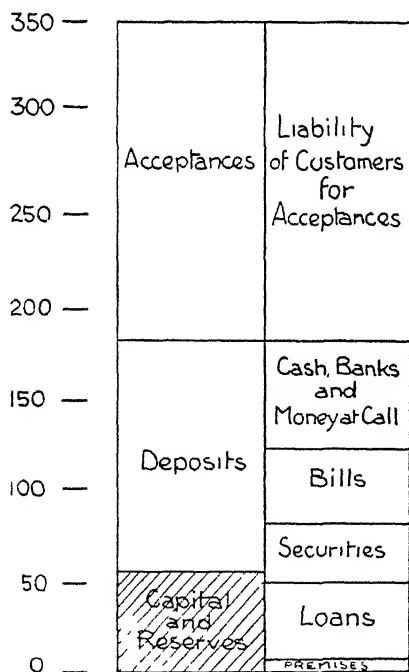 350
300
250
200
150
100
50
0
Acceptances
Deposits
Capital
and
Reserves
Liability
of Customers
for
Acceptances
Cash, Banks
and
Money at Call
Bills
Securities
Loans
PREMISES